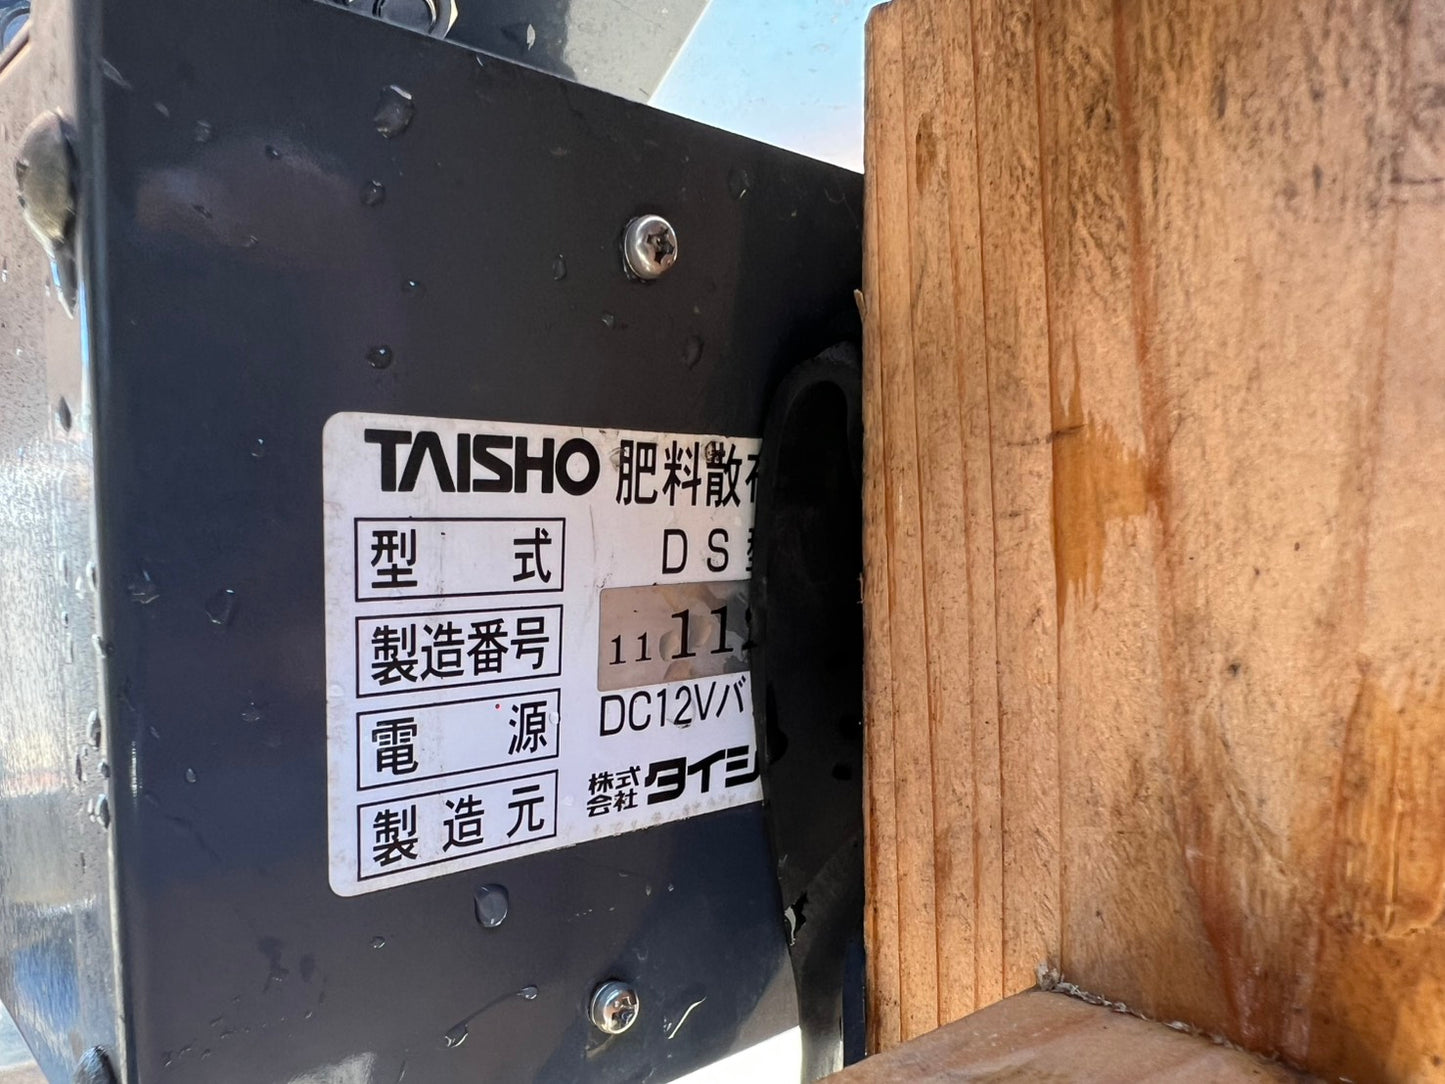 TAISHO 肥料散
型式 DS
製造番号 11 11
電源 DC12Vバ
製造元 株式会社 タイシ